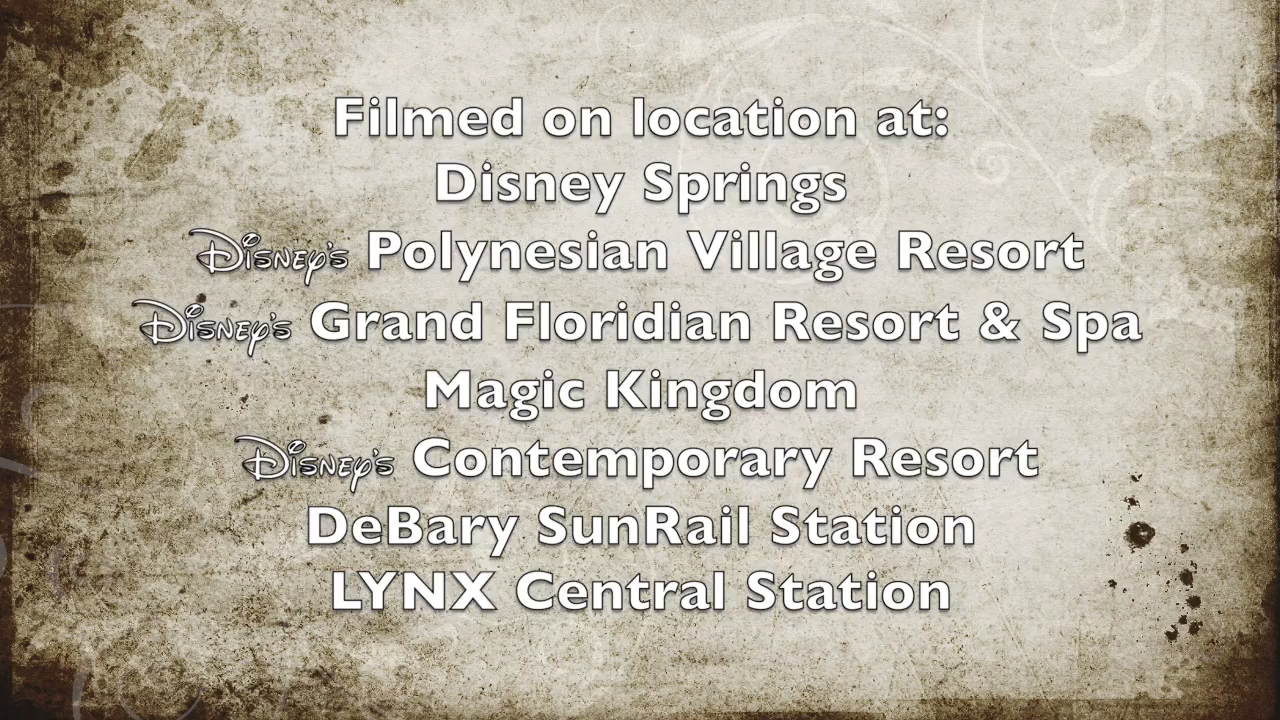 Filmed on location at:
Disney Springs
Disney's Polynesian Village Resort
Disney's Grand Floridian Resort & Spa
Magic Kingdom
Disney's Contemporary Resort
DeBary SunRail Station
LYNX Central Station